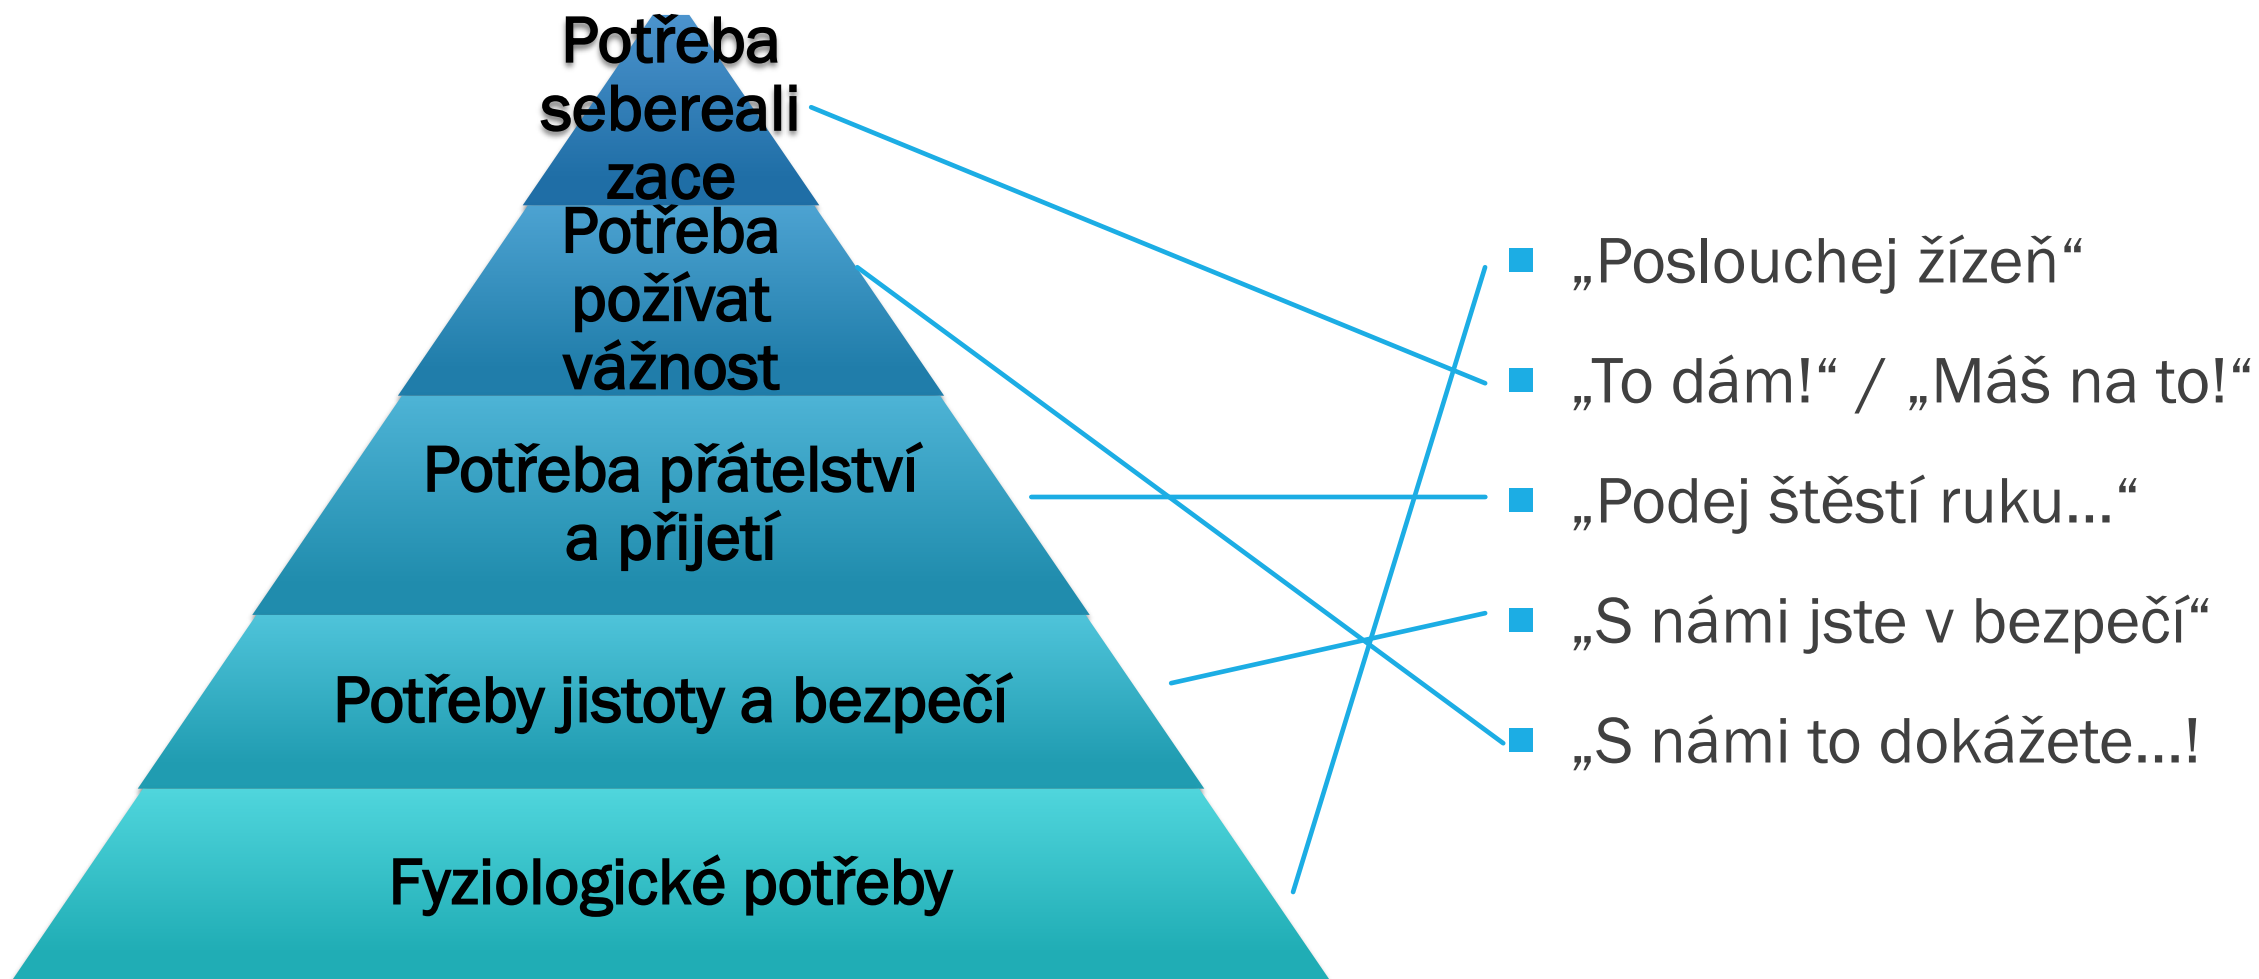 Potřeba
sebereali
zace
Potřeba
požívat
vážnost
Potřeba přátelství
a přijetí
Potřeby jistoty a bezpečí
Fyziologické potřeby
„Poslouchej žízeň“
„To dám!“ / „Máš na to!“
„Podej štěstí ruku…“
„S námi jste v bezpečí“
„S námi to dokážete…!